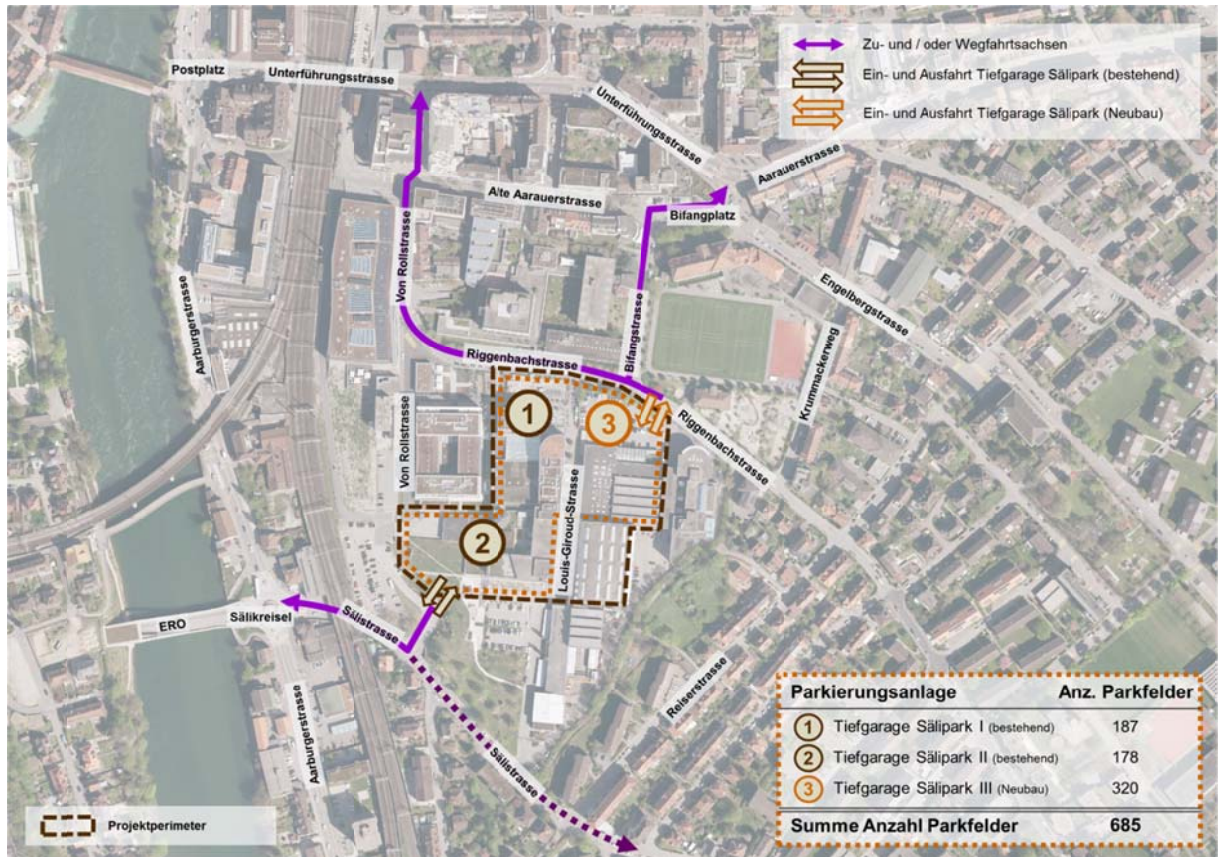 Zu- und / oder Wegfahrtsachsen
Ein- und Ausfahrt Tiefgarage Sälipark (bestehend)
Ein- und Ausfahrt Tiefgarage Sälipark (Neubau)
Postplatz
Unterführungsstrasse
Unterführungsstrasse
Aarauerstrasse
Alte Aarauerstrasse
Bifangplatz
Von Rollstrasse
Engelbergstrasse
Aarburgerstrasse
Bifangstrasse
Krummackerweg
Riggenbachstrasse
1
3
Riggenbachstrasse
Von Rollstrasse
Louis-Giroud-Strasse
2
Sälikreisel
ERO
Sälistrasse
Reiserstrasse
Aarburgerstrasse
Sälistrasse
Parkierungsanlage Anz. Parkfelder
1 Tiefgarage Sälipark I (bestehend) 187
2 Tiefgarage Sälipark II (bestehend) 178
3 Tiefgarage Sälipark III (Neubau) 320
Summe Anzahl Parkfelder 685
Projektperimeter